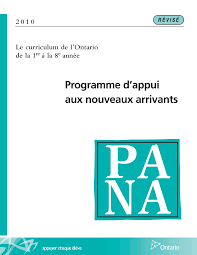 2010
RÉVISÉ
Le curriculum de l'Ontario
de la 1re à la 8e année
Programme d'appui
aux nouveaux arrivants
PA
NA
appuyer chaque élève
Ontario